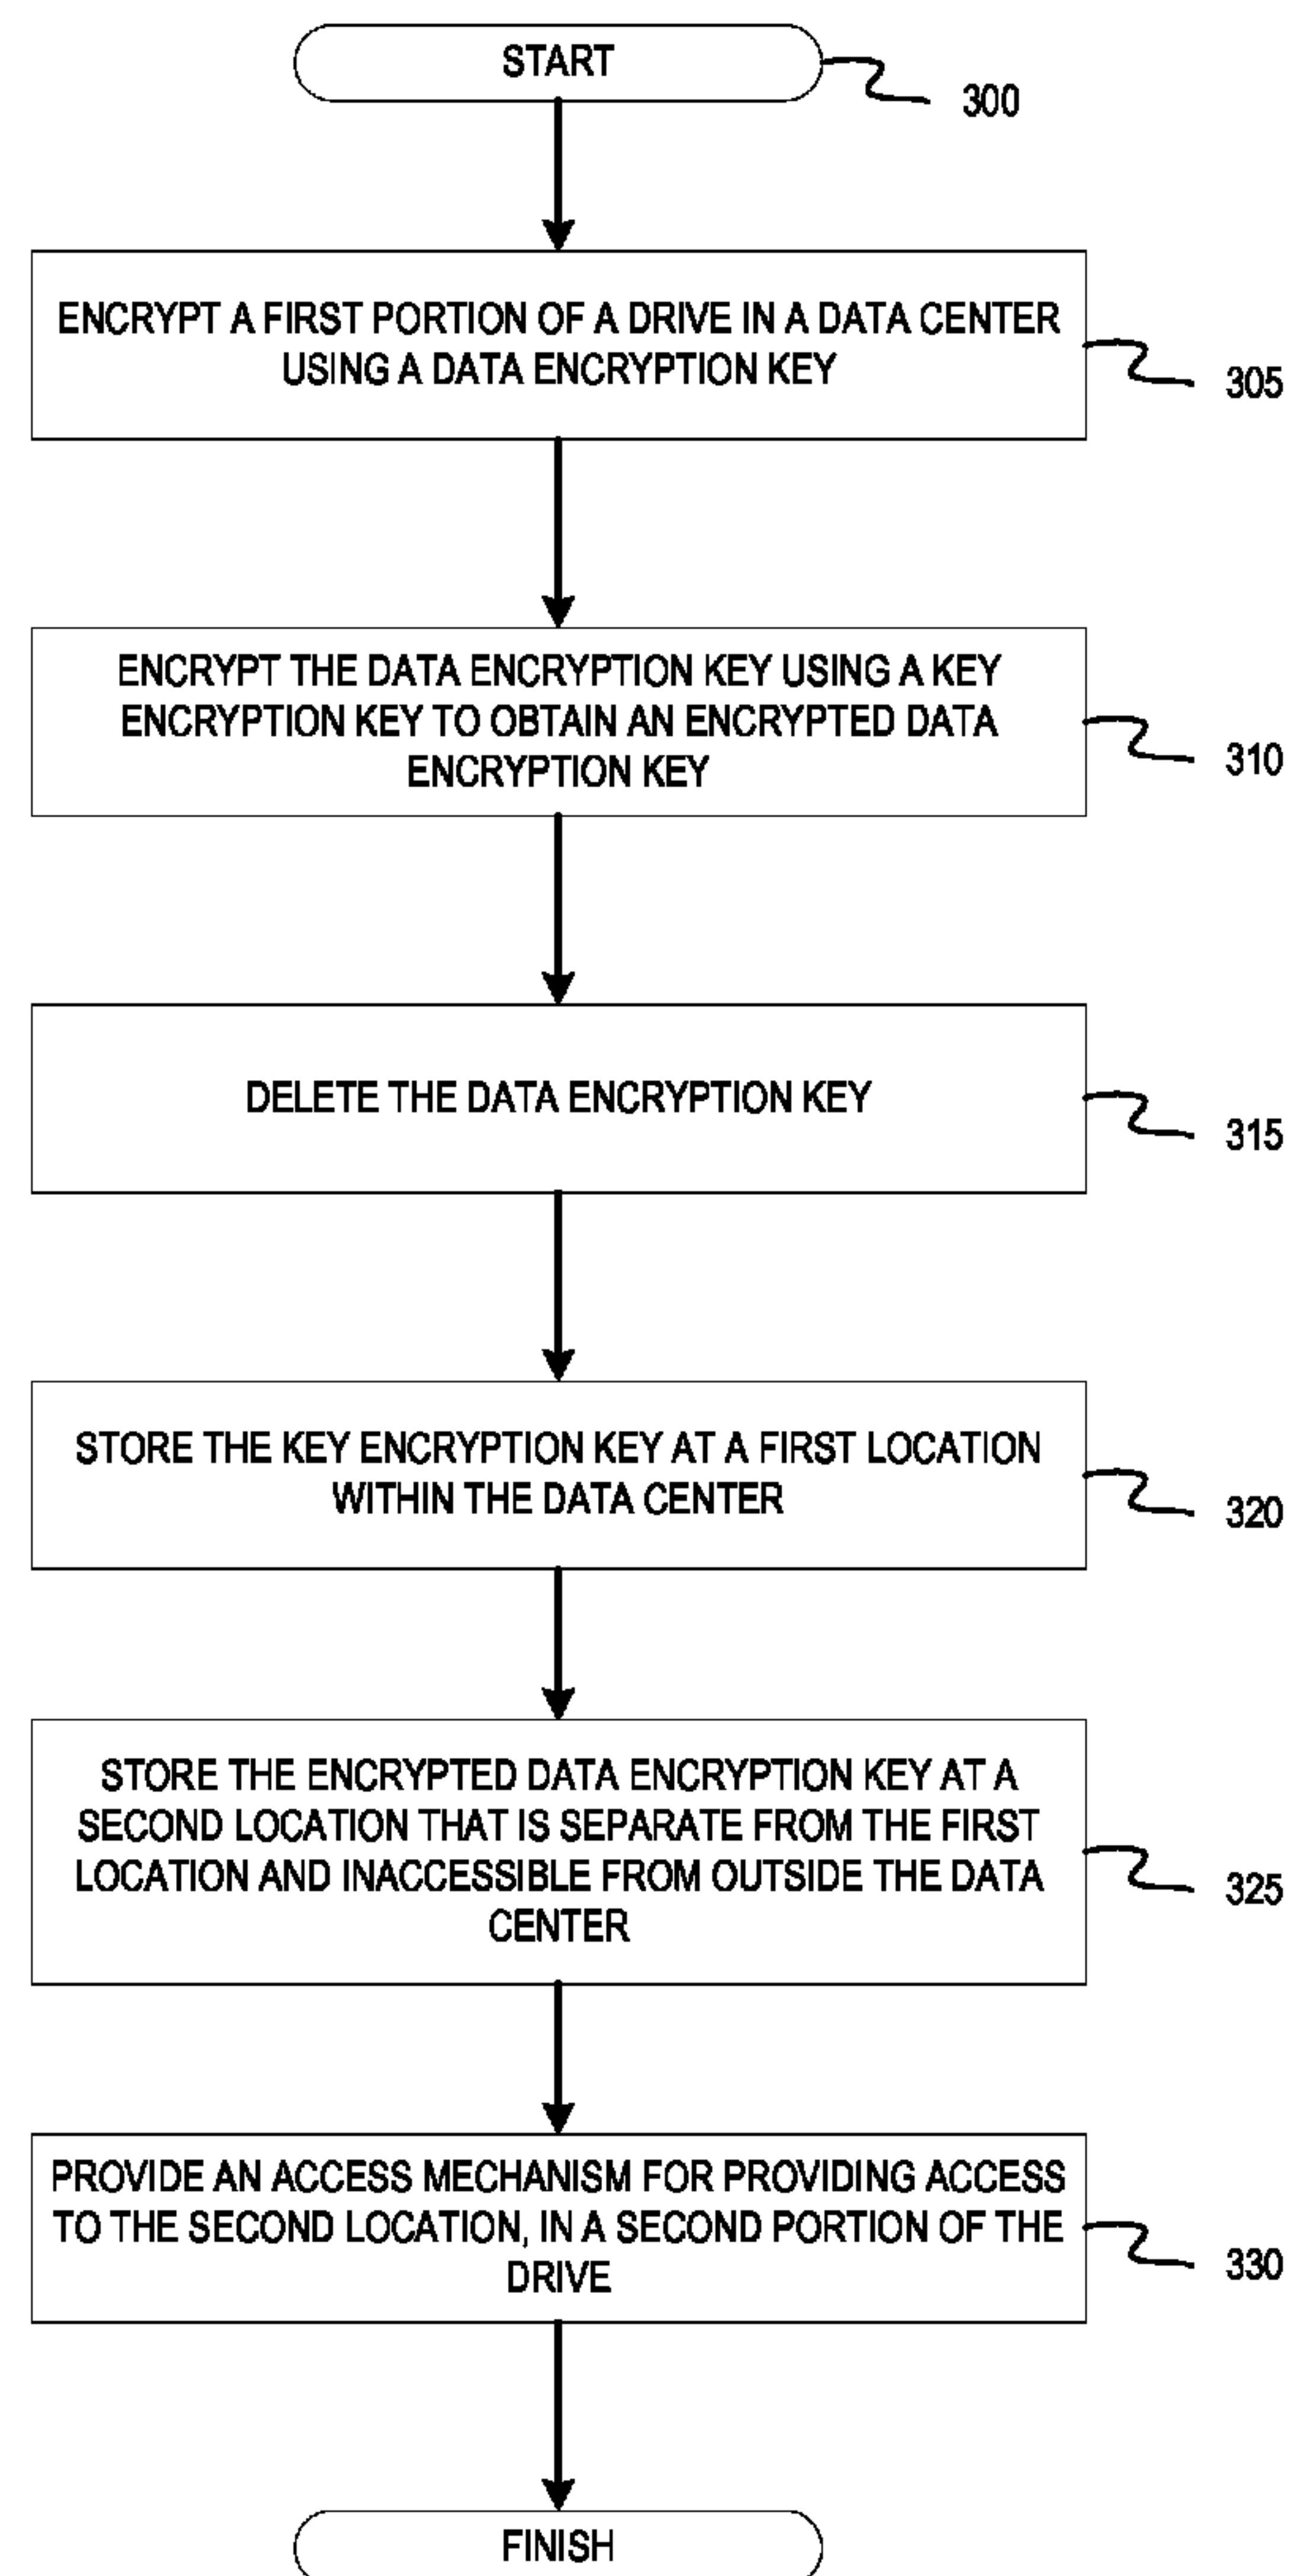 START
300
ENCRYPT A FIRST PORTION OF A DRIVE IN A DATA CENTER
USING A DATA ENCRYPTION KEY
305
ENCRYPT THE DATA ENCRYPTION KEY USING A KEY
ENCRYPTION KEY TO OBTAIN AN ENCRYPTED DATA
ENCRYPTION KEY
310
DELETE THE DATA ENCRYPTION KEY
315
STORE THE KEY ENCRYPTION KEY AT A FIRST LOCATION
WITHIN THE DATA CENTER
320
STORE THE ENCRYPTED DATA ENCRYPTION KEY AT A
SECOND LOCATION THAT IS SEPARATE FROM THE FIRST
LOCATION AND INACCESSIBLE FROM OUTSIDE THE DATA
CENTER
325
PROVIDE AN ACCESS MECHANISM FOR PROVIDING ACCESS
TO THE SECOND LOCATION, IN A SECOND PORTION OF THE
DRIVE
330
FINISH